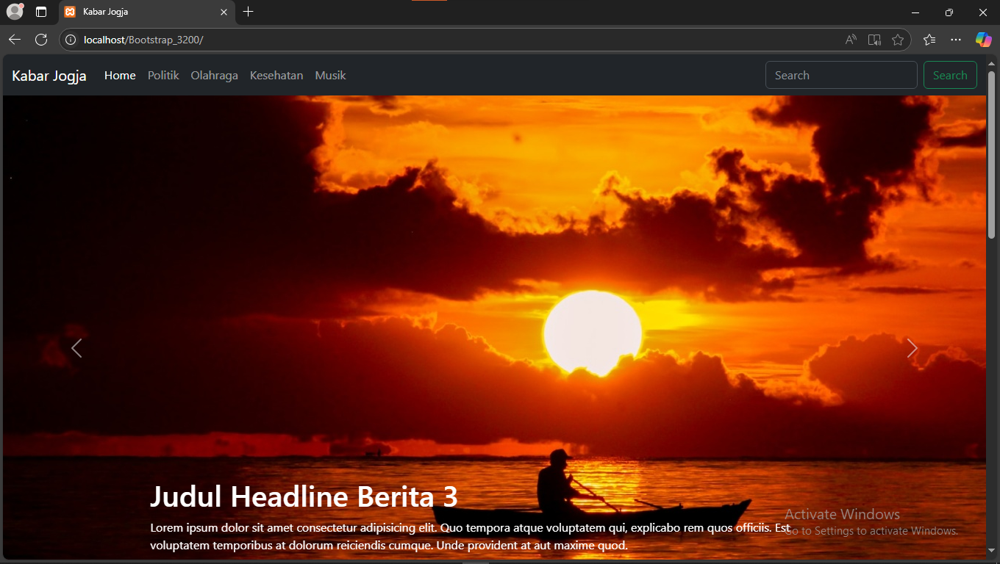 Kabar Jogja
localhost/Bootstrap_3200/
Kabar Jogja Home Politik Olahraga Kesehatan Musik Search Search
Judul Headline Berita 3
Lorem ipsum dolor sit amet consectetur adipisicing elit. Quo tempora atque voluptatem qui, explicabo rem quos officiis. Est
voluptatem temporibus at dolorum reiciendis cumque. Unde provident at aut maxime quod.
Activate Windows
Go to Settings to activate Windows.